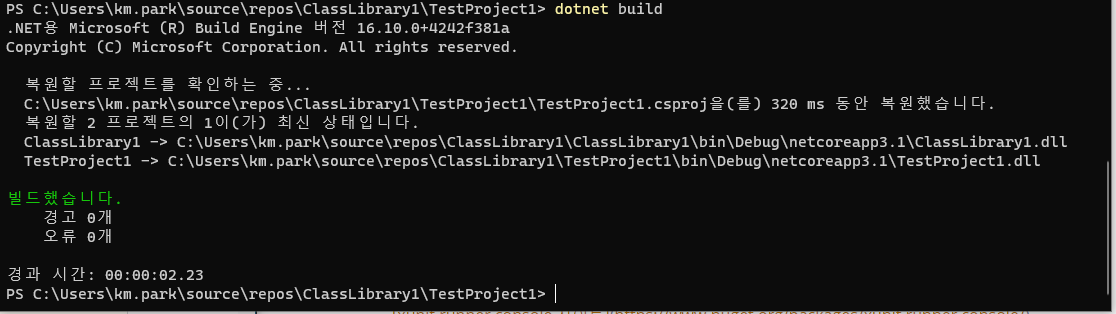 PS C:\Users\km.park\source\repos\ClassLibrary1\TestProject1> dotnet build
.NET용 Microsoft (R) Build Engine 버전 16.10.0+4242f381a
Copyright (C) Microsoft Corporation. All rights reserved.
복원할 프로젝트를 확인하는 중...
C:\Users\km.park\source\repos\ClassLibrary1\TestProject1\TestProject1.csproj을(를) 320 ms 동안 복원했습니다.
복원할 2 프로젝트의 1이(가) 최신 상태입니다.
ClassLibrary1 -> C:\Users\km.park\source\repos\ClassLibrary1\ClassLibrary1\bin\Debug\netcoreapp3.1\ClassLibrary1.dll
TestProject1 -> C:\Users\km.park\source\repos\ClassLibrary1\TestProject1\bin\Debug\netcoreapp3.1\TestProject1.dll
빌드했습니다.
경고 0개
오류 0개
경과 시간: 00:00:02.23
PS C:\Users\km.park\source\repos\ClassLibrary1\TestProject1>